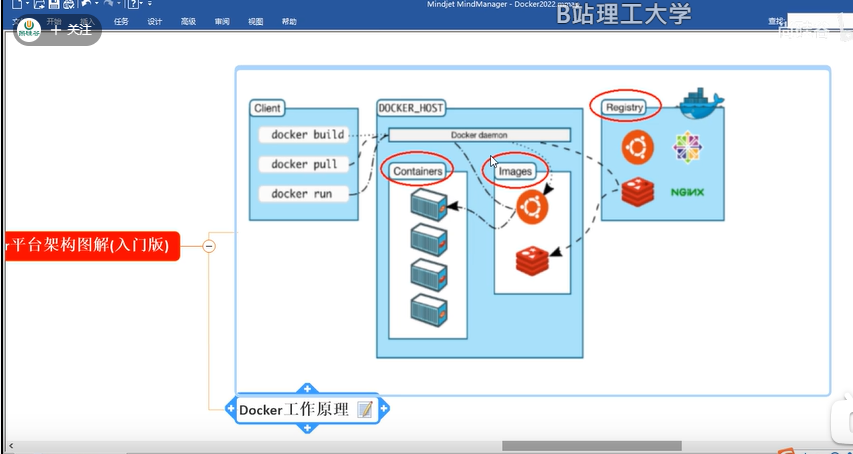 Mindjet MindManager - Docker2022.mmap
B站理工大学
开始 任务 设计 高级 审阅 视图 帮助 查找
+ 关注
Client
docker build
docker pull
docker run
DOCKER_HOST
Docker daemon
Containers
Images
Registry
NGINX
平台架构图解(入门版)
Docker工作原理